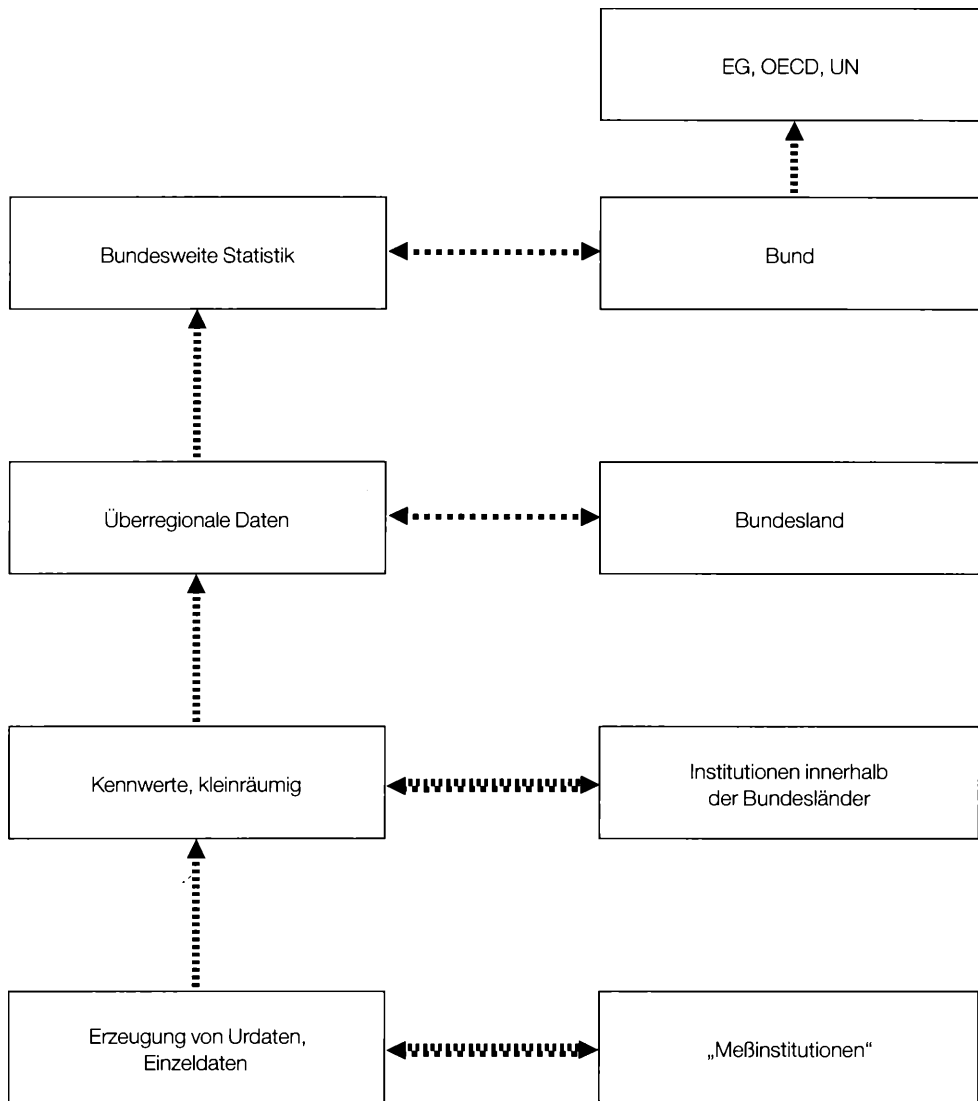 EG, OECD, UN
Bundesweite Statistik
Bund
Überregionale Daten
Bundesland
Kennwerte, kleinräumig
Institutionen innerhalb
der Bundesländer
Erzeugung von Urdaten,
Einzeldaten
„Meßinstitutionen“